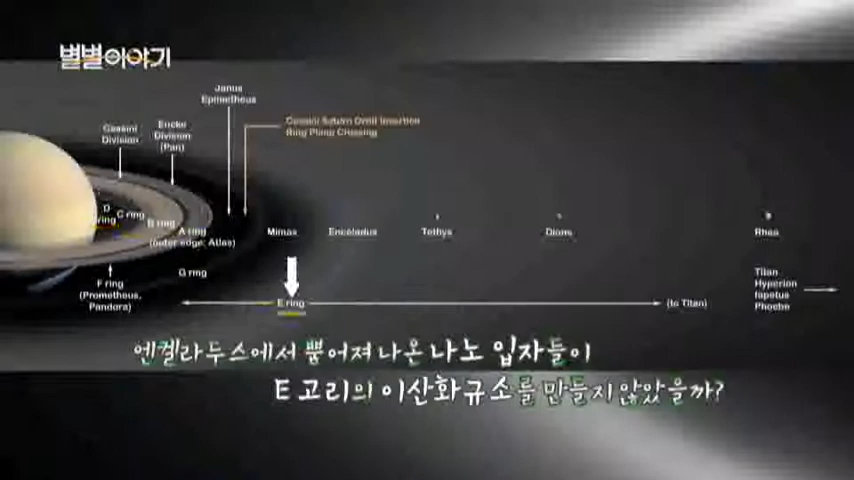 별별이야기
Janus
Epimetheus
Cassini
Division
Encke
Division
(Pan)
Cassini Saturn Orbit Insertion
Ring Plane Crossing
D
ring
C ring
B ring
A ring
(outer edge; Atlas)
Mimas
Enceladus
Tethys
Dione
Rhea
G ring
F ring
(Prometheus,
Pandora)
E ring
(to Titan)
Titan
Hyperion
Iapetus
Phoebe
엔켈라두스에서 뿜어져 나온 나노 입자들이
E 고리의 이산화규소를 만들지 않았을까?